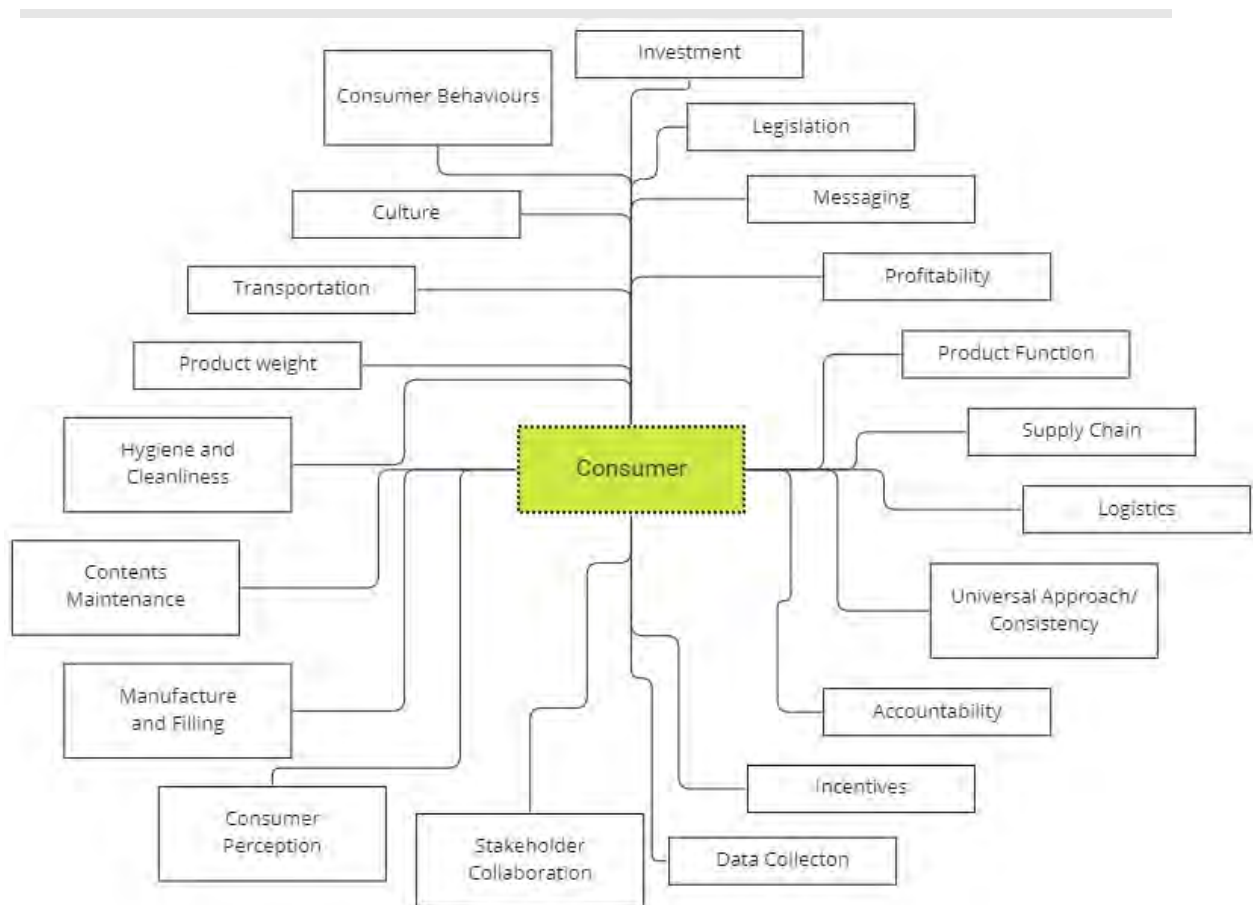 Investment
Consumer Behaviours
Legislation
Messaging
Culture
Profitability
Transportation
Product Function
Product weight
Supply Chain
Hygiene and
Cleanliness
Consumer
Logistics
Contents
Maintenance
Universal Approach/
Consistency
Manufacture
and Filling
Accountability
Incentives
Consumer
Perception
Stakeholder
Collaboration
Data Collecton